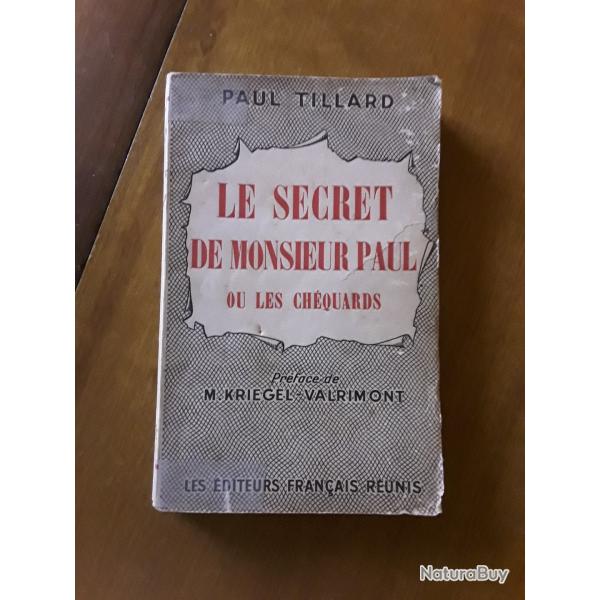 PAUL TILLARD
LE SECRET
DE MONSIEUR PAUL
OU LES CHÉQUARDS
Préface de
M. KRIEGEL-VALRIMONT
LES ÉDITEURS FRANÇAIS RÉUNIS
NaturaBuy